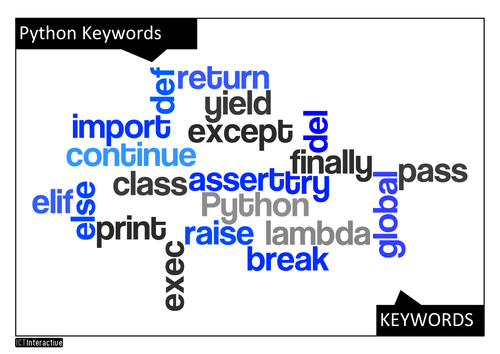 Python Keywords
def
return
yield
import
except
del
continue
finally
pass
class
assert
try
elif
else
Python
global
print
raise
lambda
exec
break
KEYWORDS
ICT Interactive